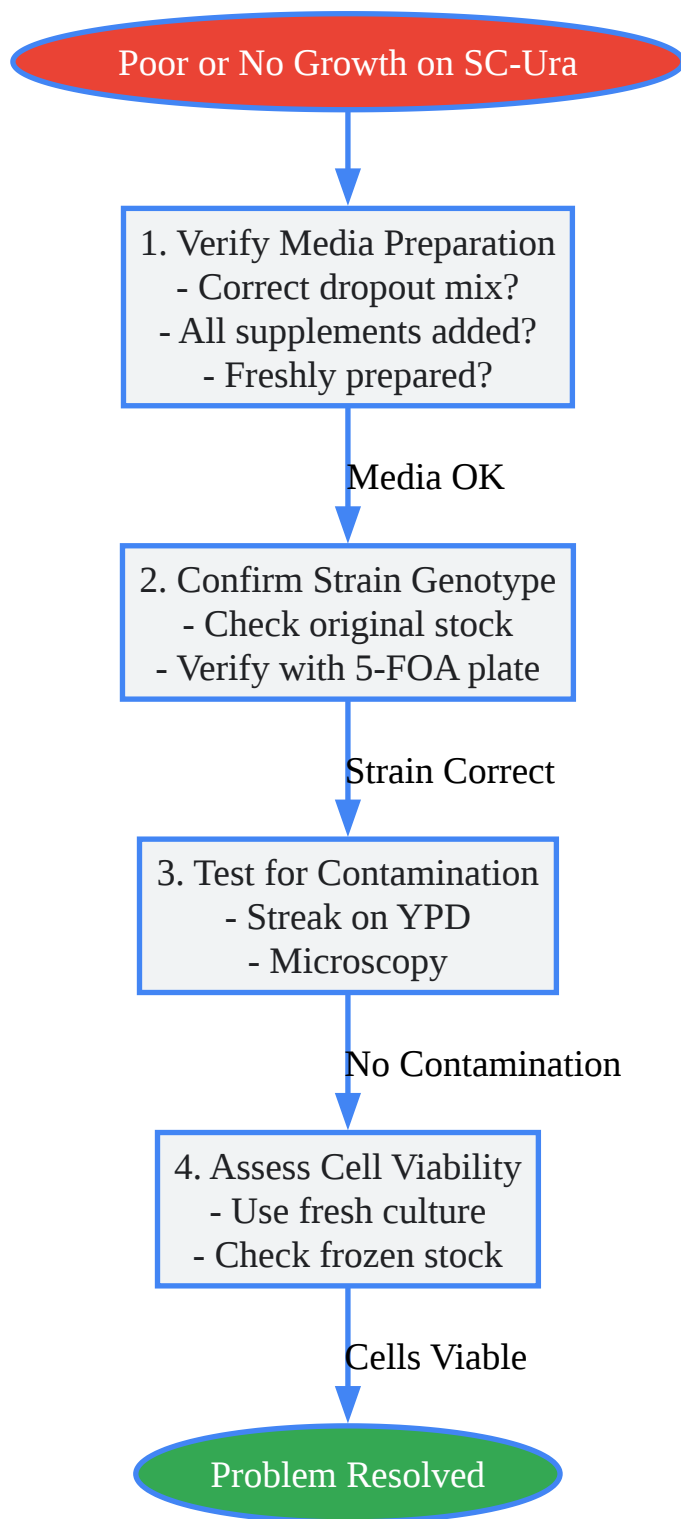 Poor or No Growth on SC-Ura
1. Verify Media Preparation
- Correct dropout mix?
- All supplements added?
- Freshly prepared?
Media OK
2. Confirm Strain Genotype
- Check original stock
- Verify with 5-FOA plate
Strain Correct
3. Test for Contamination
- Streak on YPD
- Microscopy
No Contamination
4. Assess Cell Viability
- Use fresh culture
- Check frozen stock
Cells Viable
Problem Resolved